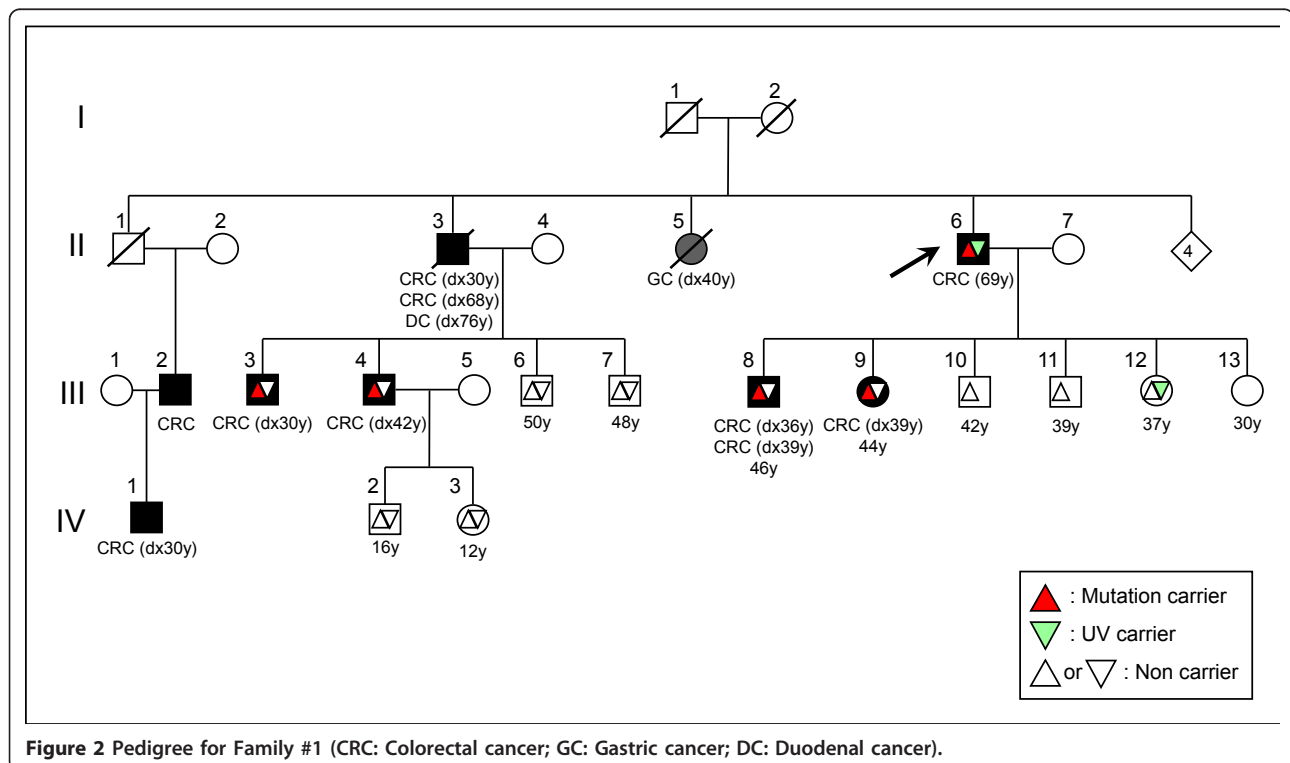 1 2
I
1 2 3 4 5 6 7
II
4
CRC (dx30y)
CRC (dx68y)
DC (dx76y)
GC (dx40y)
CRC (69y)
1 2 3 4 5 6 7 8 9 10 11 12 13
III
CRC
CRC (dx30y)
CRC (dx42y)
50y
48y
CRC (dx36y)
CRC (dx39y)
46y
CRC (dx39y)
44y
42y
39y
37y
30y
1 2 3
IV
CRC (dx30y)
16y
12y
: Mutation carrier
: UV carrier
or : Non carrier
Figure 2 Pedigree for Family #1 (CRC: Colorectal cancer; GC: Gastric cancer; DC: Duodenal cancer).